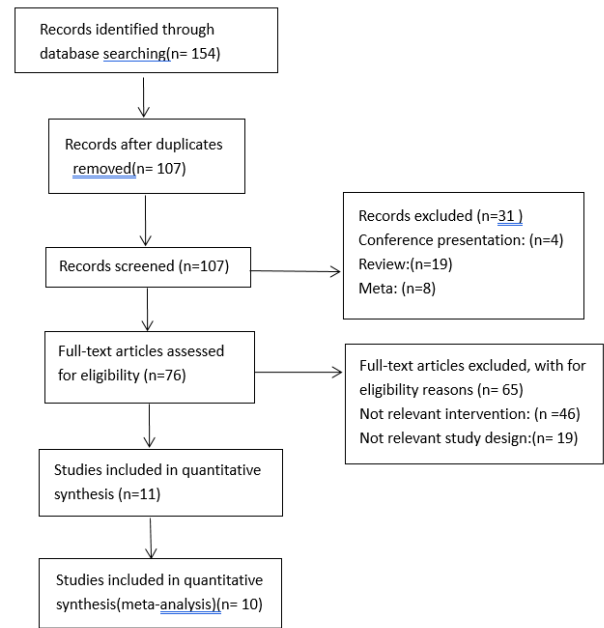 Records identified through
database searching(n= 154)
Records after duplicates
removed(n= 107)
Records screened (n=107)
Records excluded (n=31 )
Conference presentation: (n=4)
Review:(n=19)
Meta: (n=8)
Full-text articles assessed
for eligibility (n=76)
Full-text articles excluded, with for
eligibility reasons (n= 65)
Not relevant intervention: (n =46)
Not relevant study design:(n= 19)
Studies included in quantitative
synthesis (n=11)
Studies included in quantitative
synthesis(meta-analysis)(n= 10)